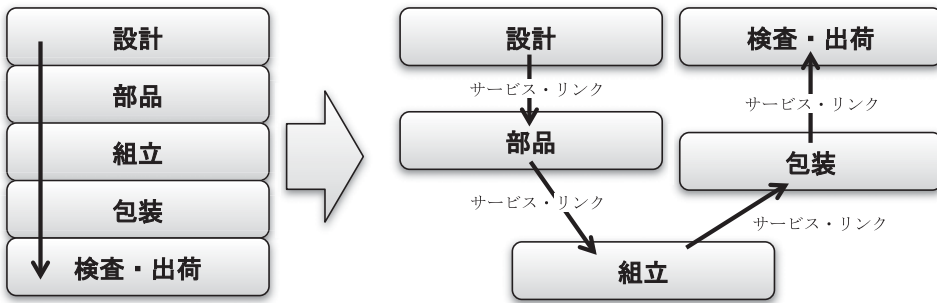 設計
部品
組立
包装
検査・出荷
設計
サービス・リンク
部品
サービス・リンク
組立
サービス・リンク
包装
サービス・リンク
検査・出荷